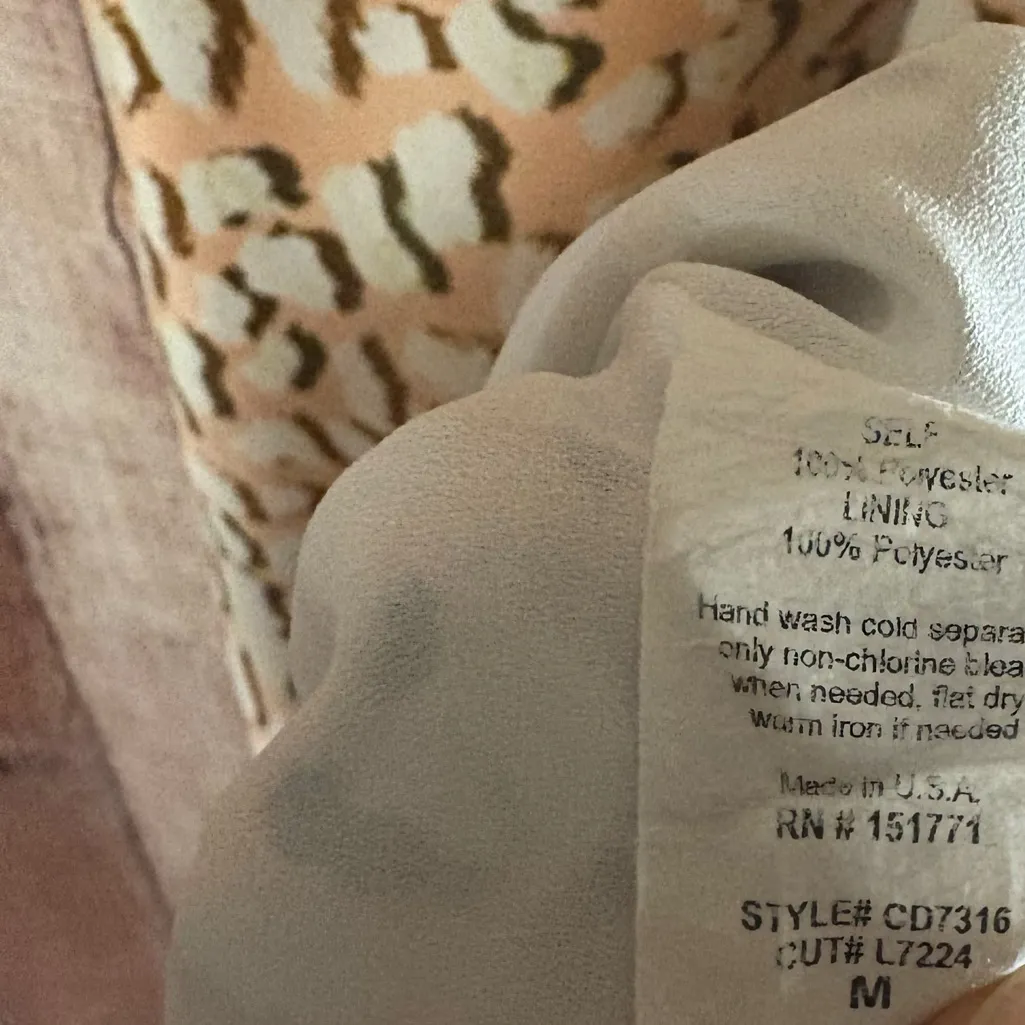 SELF
100% Polyester
LINING
100% Polyester
Hand wash cold separa
only non-chlorine blea
when needed, flat dry
warm iron if needed
Made in U.S.A.
RN # 151771
STYLE# CD7316
CUT# L7224
M